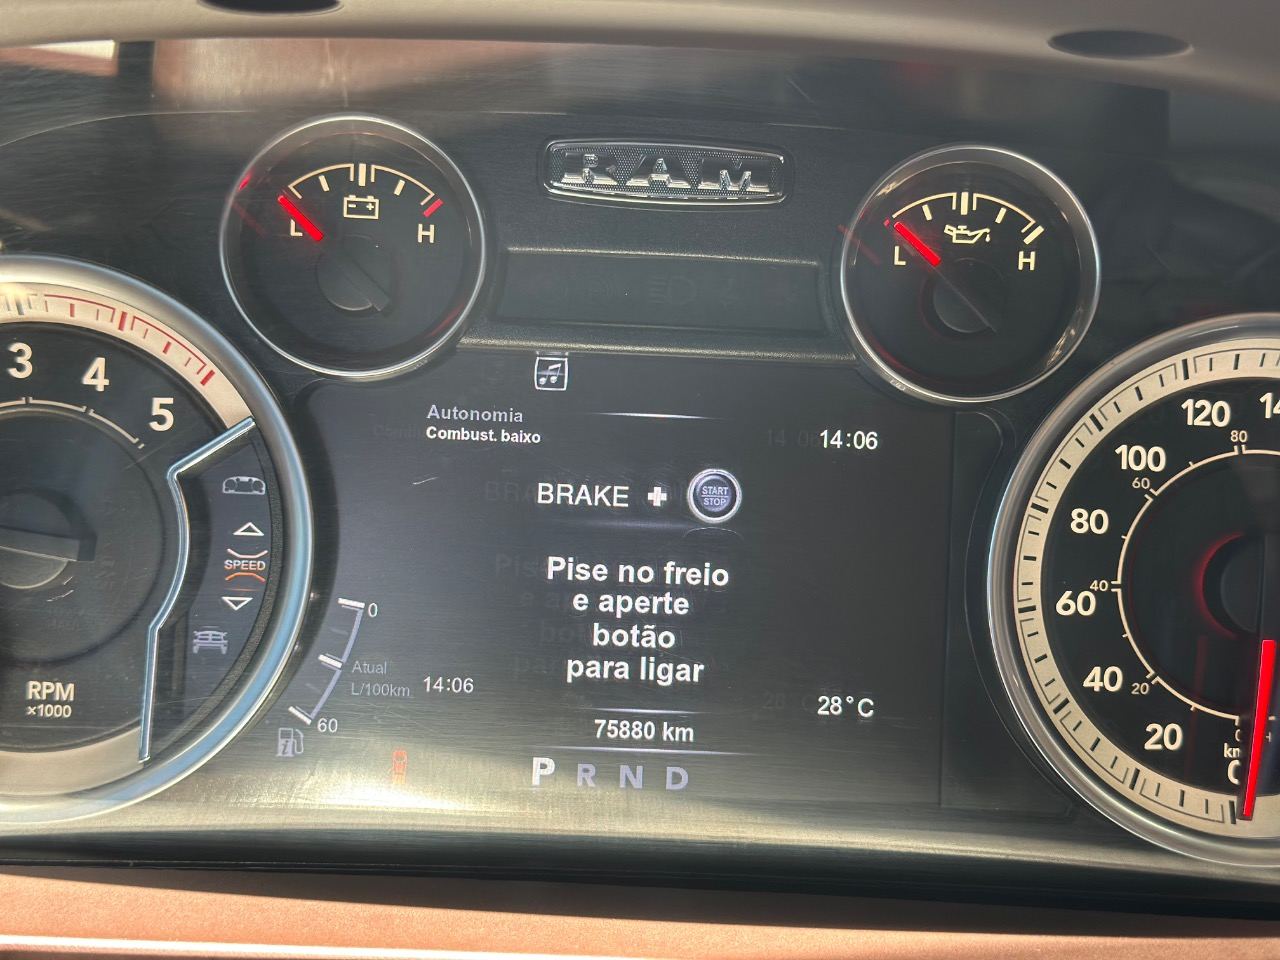 RAM
L H
L H
3 4 5
120
80
100
60
80
40
60
40
20
20
0
SPEED
RPM
x1000
Autonomia
Combust. baixo
14:06
BRAKE + START
STOP
Pise no freio
e aperte
botão
para ligar
0
Atual
L/100km
14:06
60
28°C
75880 km
P R N D